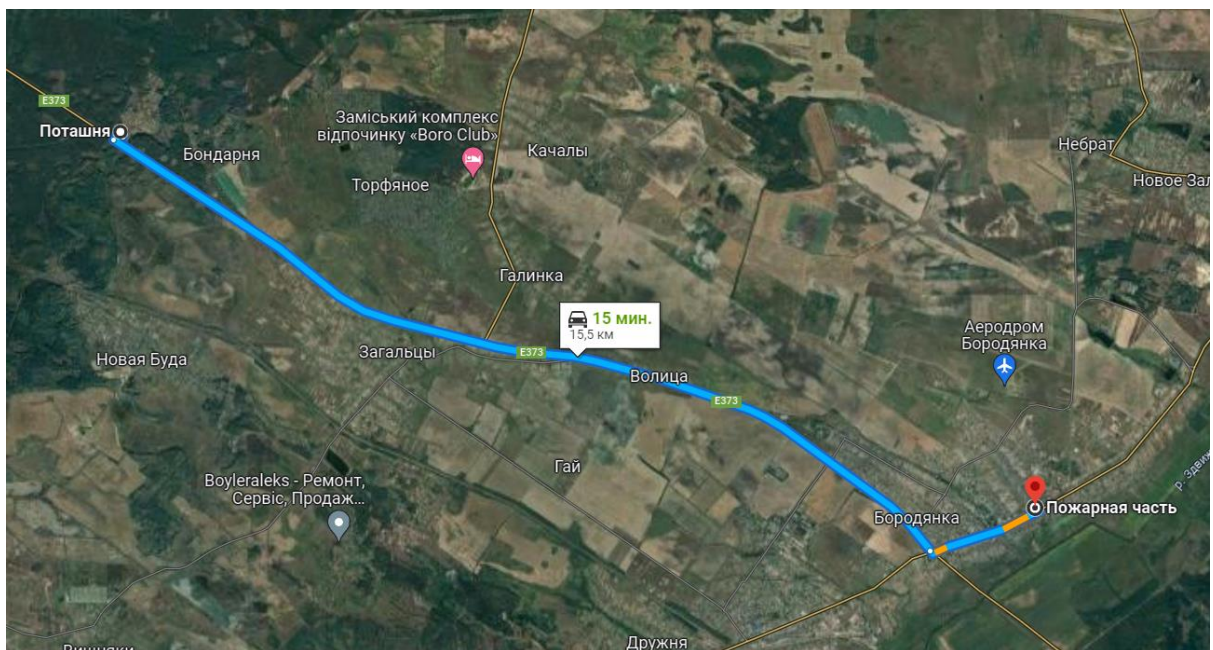 E373
Поташня
Бондарня
Заміський комплекс
відпочинку «Boro Club»
Торфяное
Качалы
Небрат
Новое Зал
Галинка
15 мин.
15,5 км
Аеродром
Бородянка
Новая Буда
Загальцы
E373
Волица
E373
Гай
Boyleraleks - Ремонт,
Сервіс, Продаж...
р. Здвиж
Бородянка
Пожарная часть
Дружня